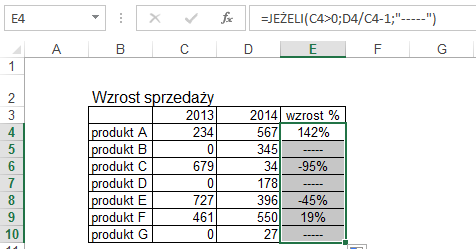 E4 fx =JEŻELI(C4>0;D4/C4-1;"-----")
A B C D E F G
1
2 Wzrost sprzedaży
3 2013 2014 wzrost %
4 produkt A 234 567 142%
5 produkt B 0 345 -----
6 produkt C 679 34 -95%
7 produkt D 0 178 -----
8 produkt E 727 396 -45%
9 produkt F 461 550 19%
10 produkt G 0 27 -----